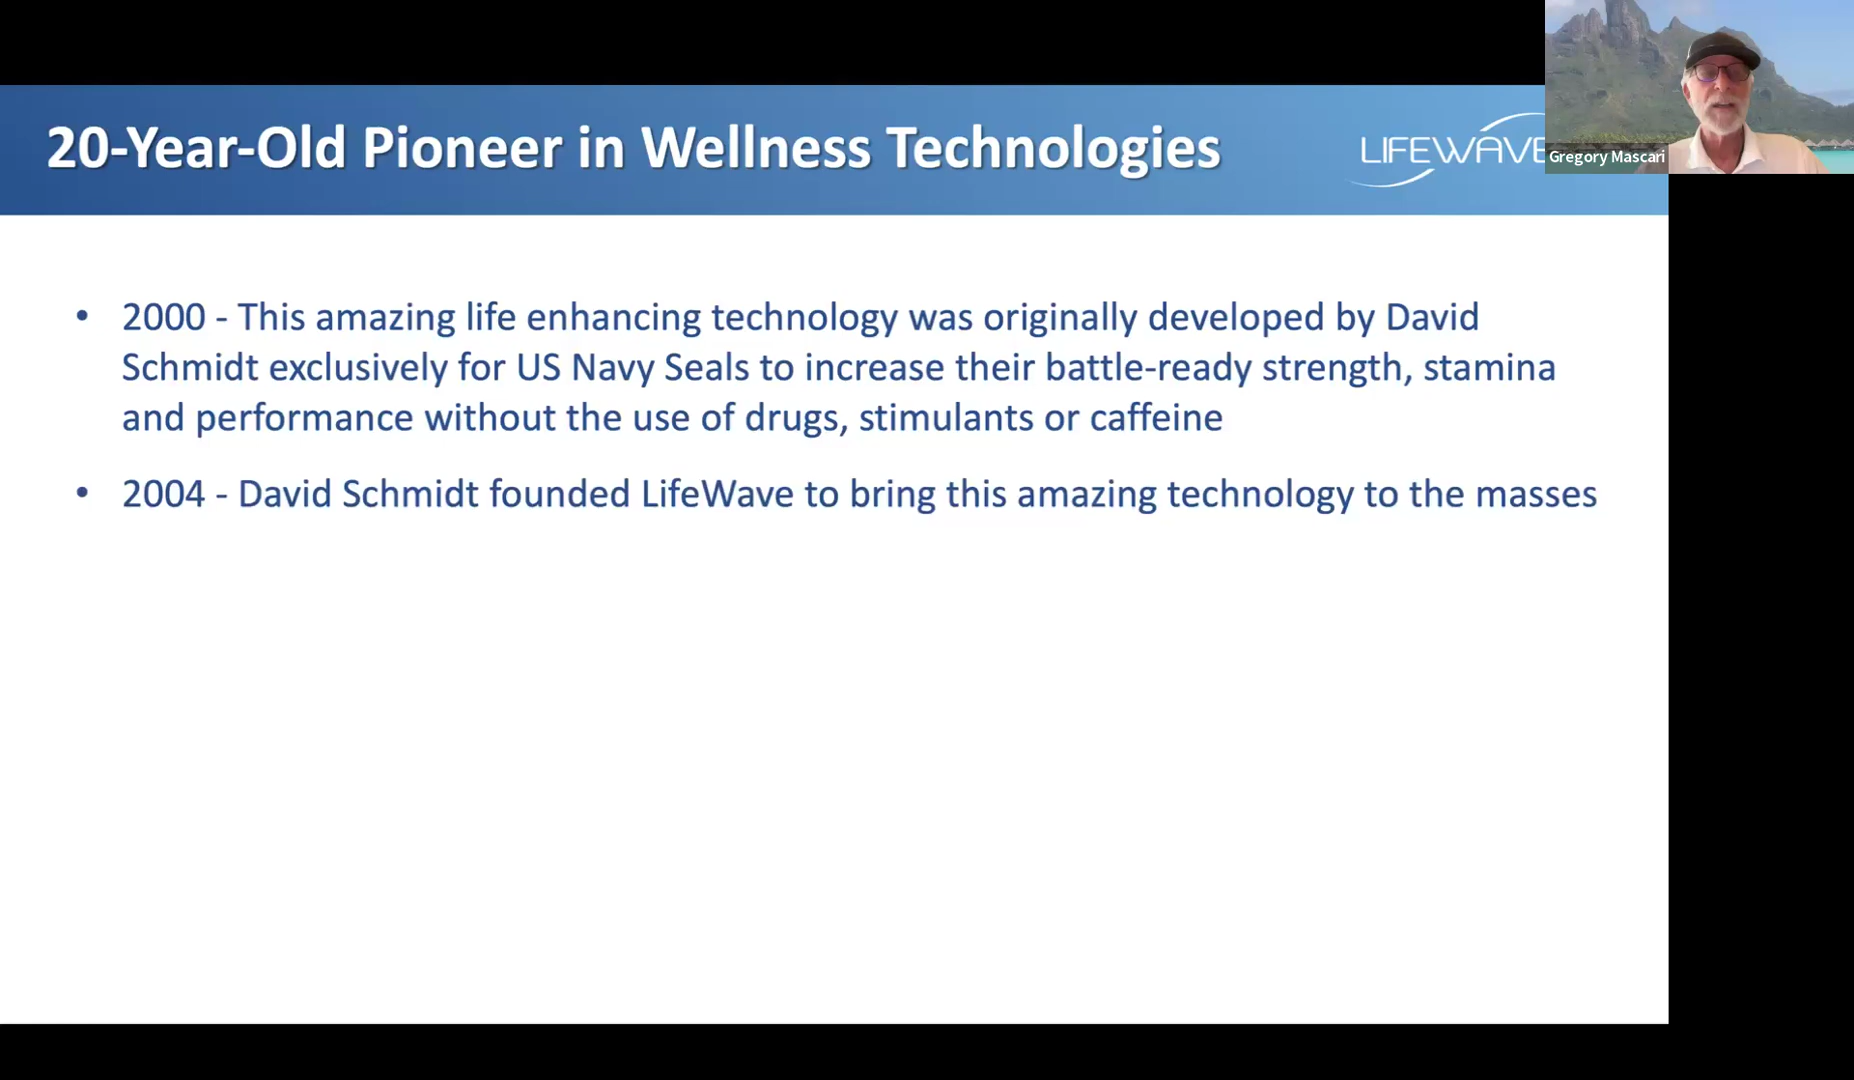 20-Year-Old Pioneer in Wellness Technologies
LIFEWAVE
Gregory Mascari
• 2000 - This amazing life enhancing technology was originally developed by David
Schmidt exclusively for US Navy Seals to increase their battle-ready strength, stamina
and performance without the use of drugs, stimulants or caffeine
• 2004 - David Schmidt founded LifeWave to bring this amazing technology to the masses